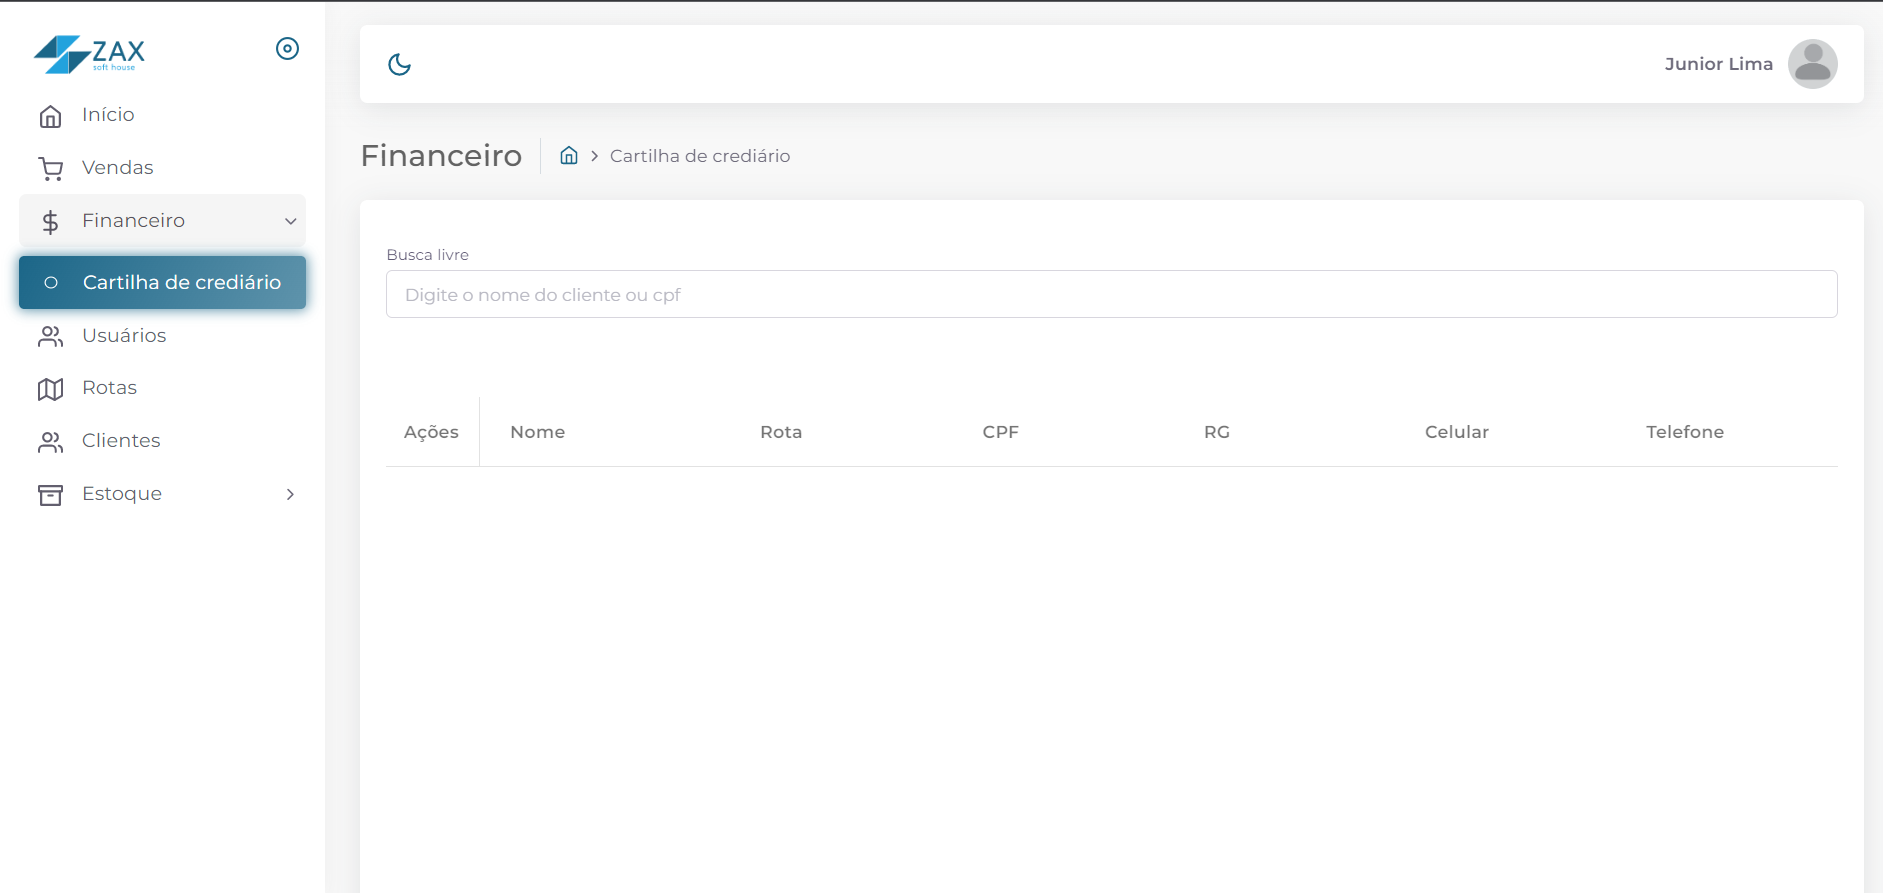 ZAX
soft house
Início
Vendas
Financeiro
Cartilha de crediário
Usuários
Rotas
Clientes
Estoque
Junior Lima
Financeiro
Cartilha de crediário
Busca livre
Digite o nome do cliente ou cpf
Ações Nome Rota CPF RG Celular Telefone